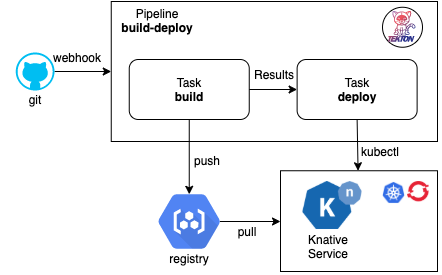 Pipeline
build-deploy
TEKTON
webhook
git
Task
build
Results
Task
deploy
push
kubectl
registry
pull
K
n
Knative
Service